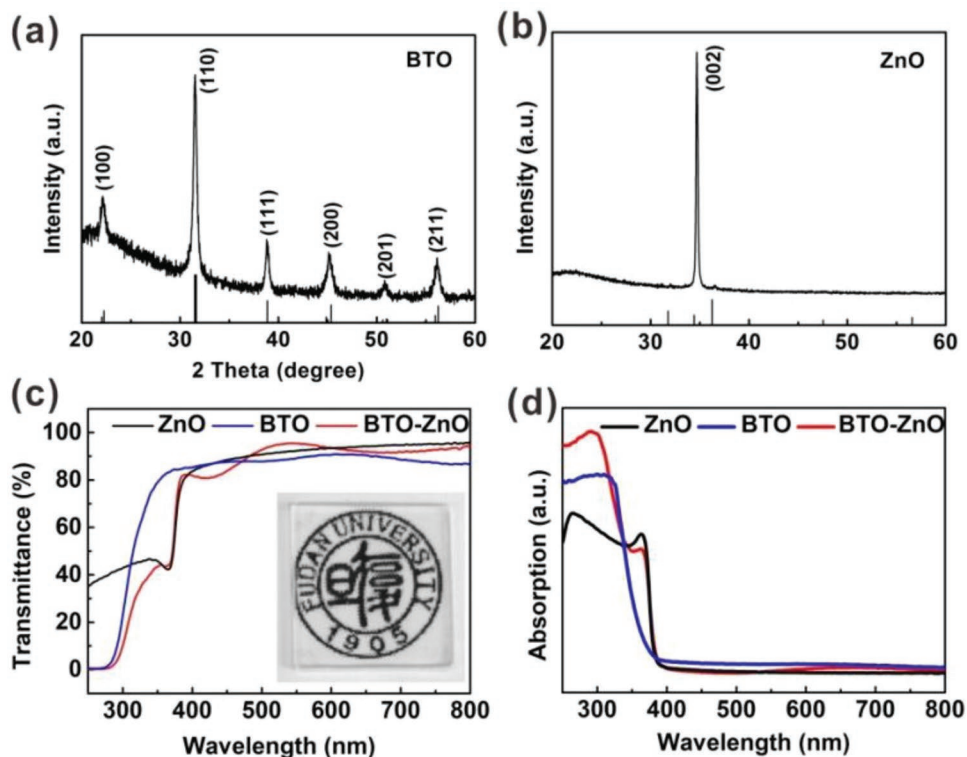 (a)
BTO
(100)
(110)
(111)
(200)
(201)
(211)
Intensity (a.u.)
20 30 40 50 60
2 Theta (degree)
(b)
ZnO
(002)
Intensity (a.u.)
20 30 40 50 60
(c)
ZnO BTO BTO-ZnO
Transmittance (%)
100
80
60
40
20
0
FUDAN UNIVERSITY
1905
300 400 500 600 700 800
Wavelength (nm)
(d)
ZnO BTO BTO-ZnO
Absorption (a.u.)
300 400 500 600 700 800
Wavelength (nm)